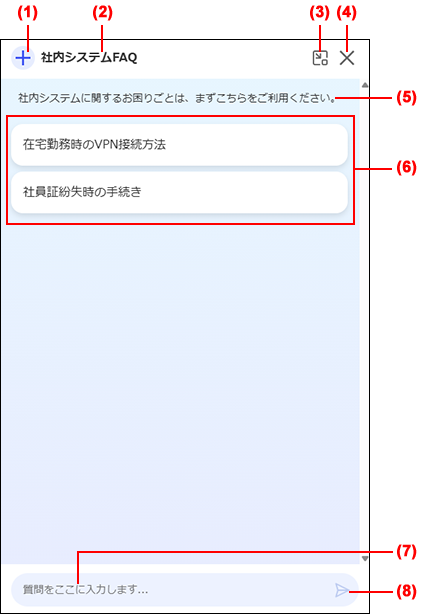 (1) (2) (3) (4)
社内システムFAQ
社内システムに関するお困りごとは、まずこちらをご利用ください。 (5)
在宅勤務時のVPN接続方法
(6)
社員証紛失時の手続き
(7)
質問をここに入力します...
(8)